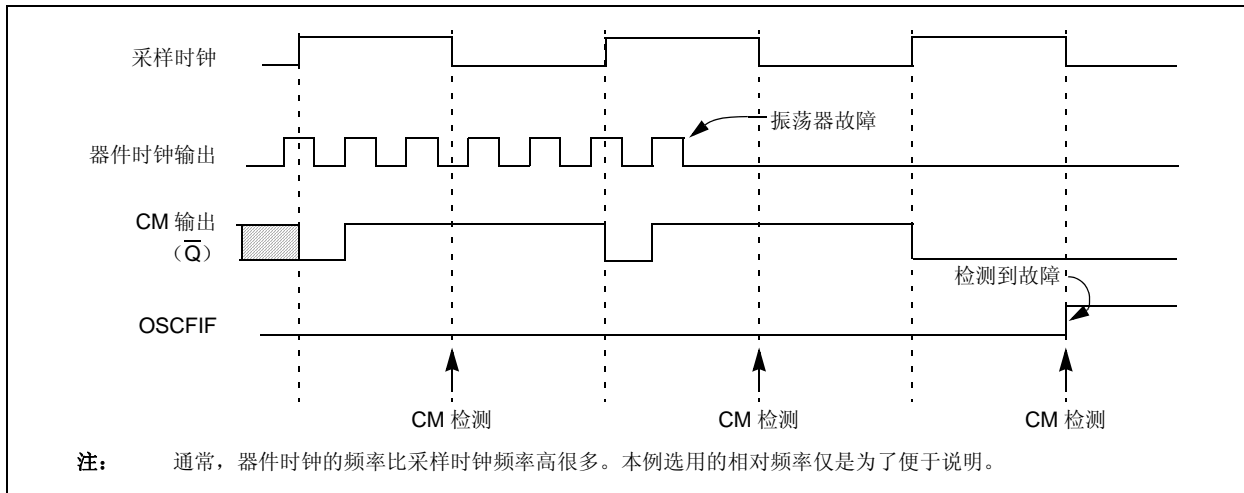 采样时钟
振荡器故障
器件时钟输出
CM 输出
（Q̅）
检测到故障
OSCFIF
CM 检测
CM 检测
CM 检测
注： 通常，器件时钟的频率比采样时钟频率高很多。本例选用的相对频率仅是为了便于说明。